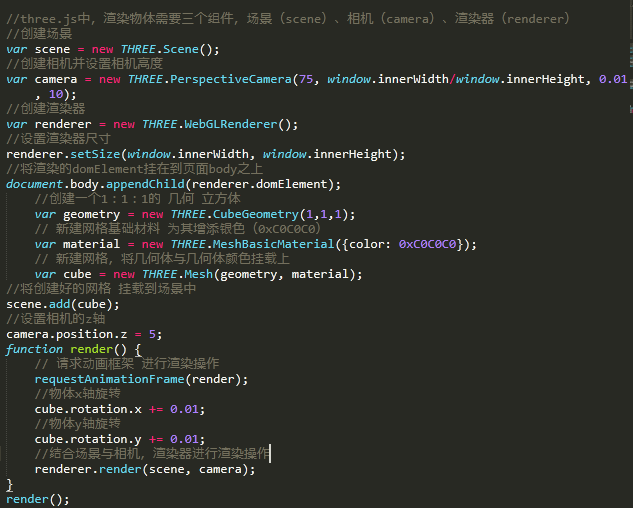 //three.js中，渲染物体需要三个组件，场景（scene）、相机（camera）、渲染器（renderer）
//创建场景
var scene = new THREE.Scene();
//创建相机并设置相机高度
var camera = new THREE.PerspectiveCamera(75, window.innerWidth/window.innerHeight, 0.01
, 10);
//创建渲染器
var renderer = new THREE.WebGLRenderer();
//设置渲染器尺寸
renderer.setSize(window.innerWidth, window.innerHeight);
//将渲染的domElement挂在到页面body之上
document.body.appendChild(renderer.domElement);
//创建一个1：1：1的 几何 立方体
var geometry = new THREE.CubeGeometry(1,1,1);
// 新建网格基础材料 为其增添银色（0xC0C0C0）
var material = new THREE.MeshBasicMaterial({color: 0xC0C0C0});
// 新建网格，将几何体与几何体颜色挂载上
var cube = new THREE.Mesh(geometry, material);
//将创建好的网格 挂载到场景中
scene.add(cube);
//设置相机的z轴
camera.position.z = 5;
function render() {
// 请求动画框架 进行渲染操作
requestAnimationFrame(render);
//物体x轴旋转
cube.rotation.x += 0.01;
//物体y轴旋转
cube.rotation.y += 0.01;
//结合场景与相机，渲染器进行渲染操作
renderer.render(scene, camera);
}
render();